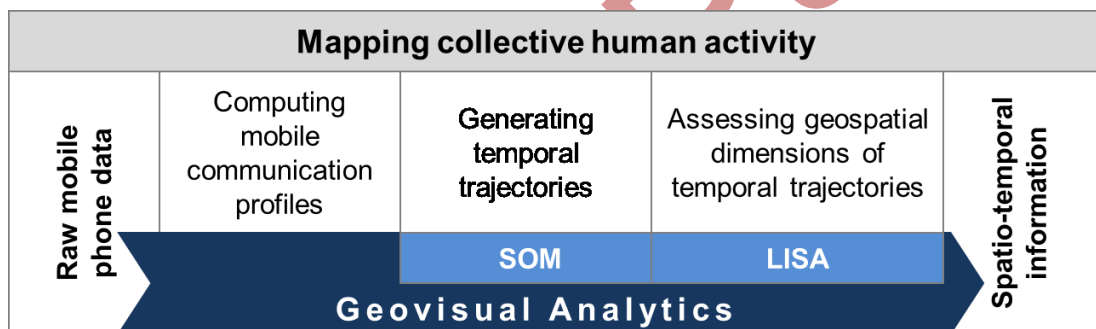 Mapping collective human activity
Raw mobile
phone data
Computing
mobile
communication
profiles
Generating
temporal
trajectories
Assessing geospatial
dimensions of
temporal trajectories
Spatio-temporal
information
SOM
LISA
Geovisual Analytics